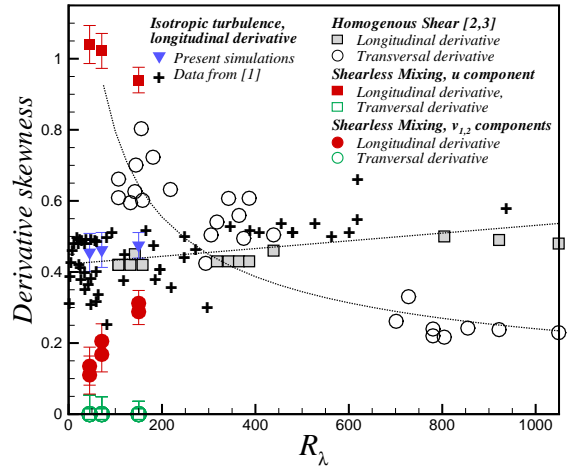 Isotropic turbulence,
longitudinal derivative
Present simulations
Data from [1]
Homogenous Shear [2,3]
Longitudinal derivative
Transversal derivative
Shearless Mixing, u component
Longitudinal derivative,
Tranversal derivative
Shearless Mixing, v1,2 components
Longitudinal derivative
Tranversal derivative
Derivative skewness
1
0.8
0.6
0.4
0.2
0
0 200 400 600 800 1000
Rλ